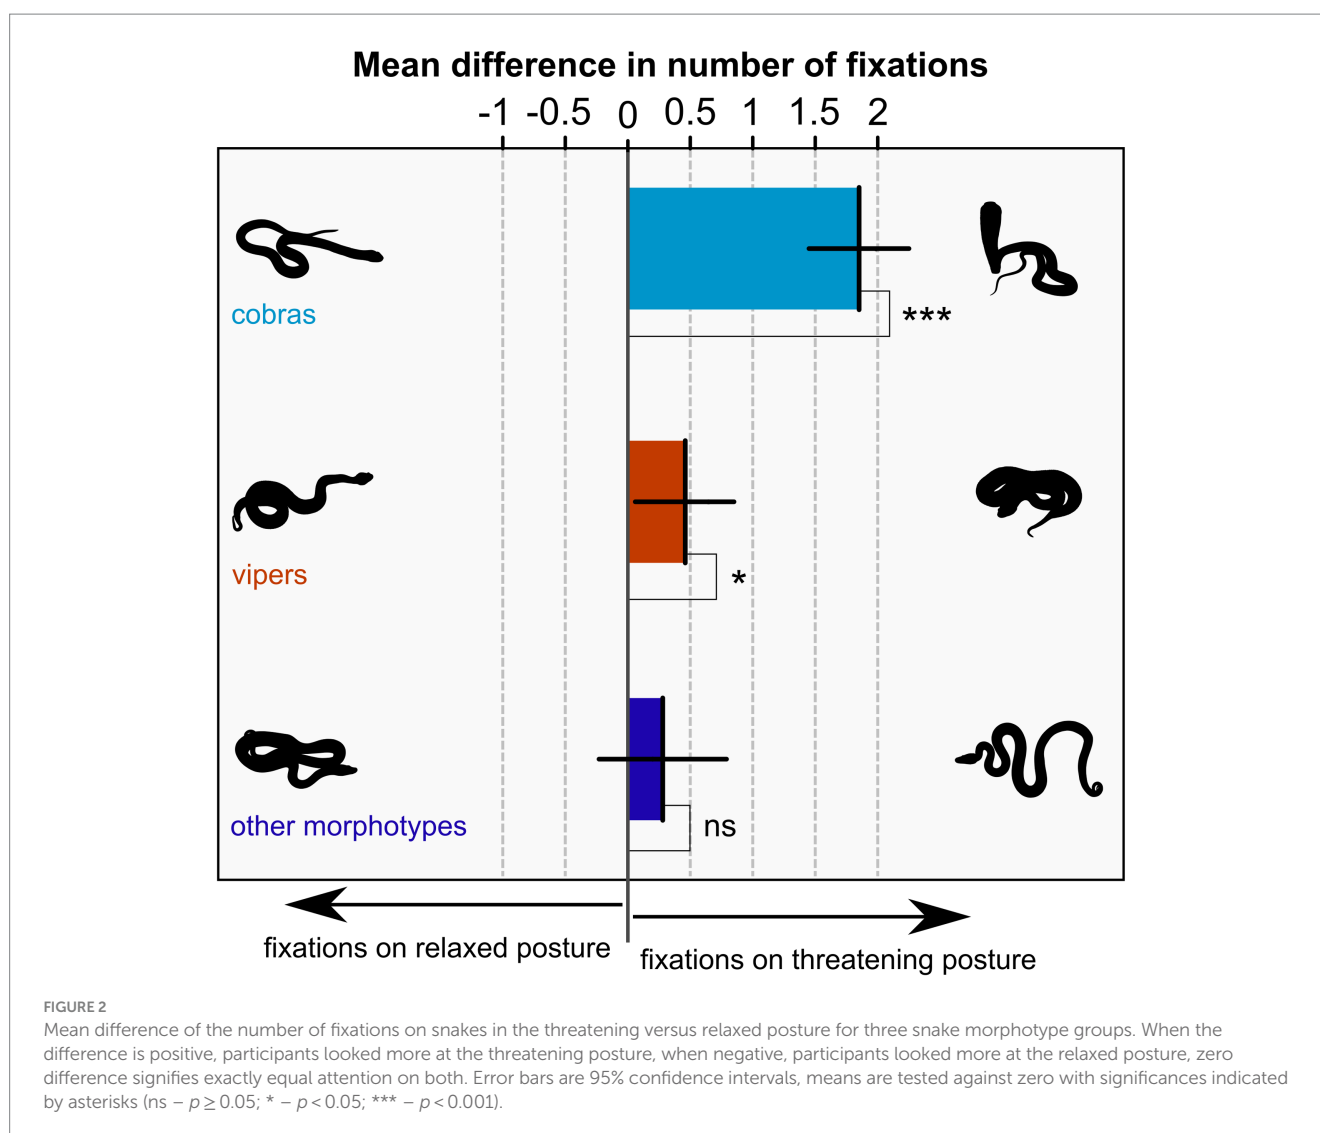 Mean difference in number of fixations
-1 -0.5 0 0.5 1 1.5 2
cobras
***
vipers
*
other morphotypes
ns
fixations on relaxed posture
fixations on threatening posture
FIGURE 2
Mean difference of the number of fixations on snakes in the threatening versus relaxed posture for three snake morphotype groups. When the
difference is positive, participants looked more at the threatening posture, when negative, participants looked more at the relaxed posture, zero
difference signifies exactly equal attention on both. Error bars are 95% confidence intervals, means are tested against zero with significances indicated
by asterisks (ns – p ≥ 0.05; * – p < 0.05; *** – p < 0.001).